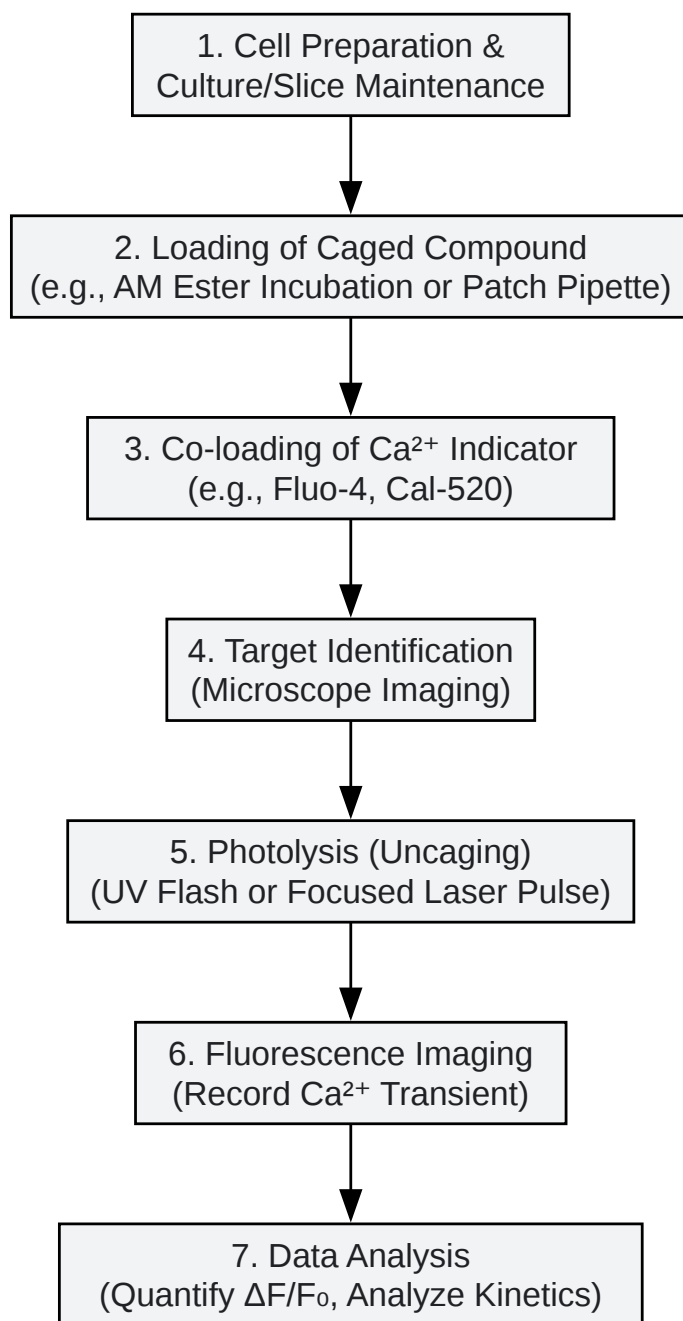 1. Cell Preparation &
Culture/Slice Maintenance
2. Loading of Caged Compound
(e.g., AM Ester Incubation or Patch Pipette)
3. Co-loading of Ca²⁺ Indicator
(e.g., Fluo-4, Cal-520)
4. Target Identification
(Microscope Imaging)
5. Photolysis (Uncaging)
(UV Flash or Focused Laser Pulse)
6. Fluorescence Imaging
(Record Ca²⁺ Transient)
7. Data Analysis
(Quantify ΔF/F₀, Analyze Kinetics)